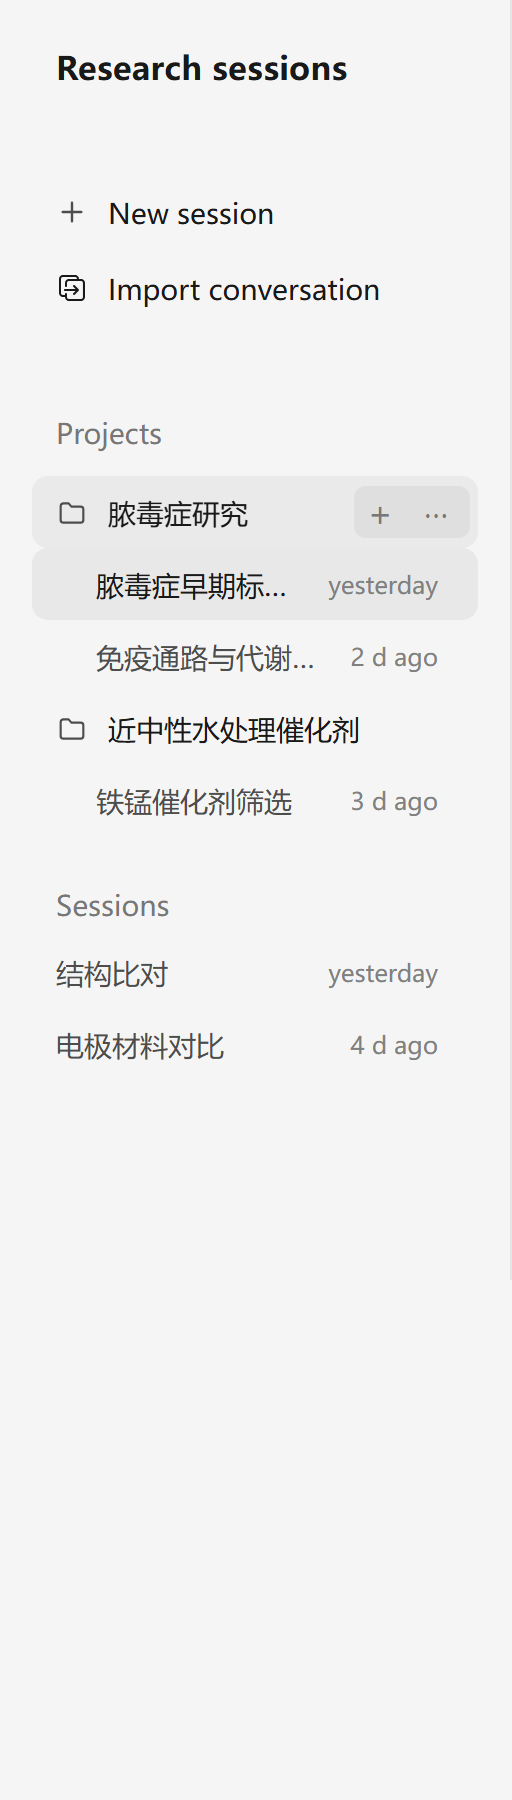 Research sessions
New session
Import conversation
Projects
脓毒症研究
脓毒症早期标... yesterday
免疫通路与代谢... 2 d ago
近中性水处理催化剂
铁锰催化剂筛选 3 d ago
Sessions
结构比对 yesterday
电极材料对比 4 d ago